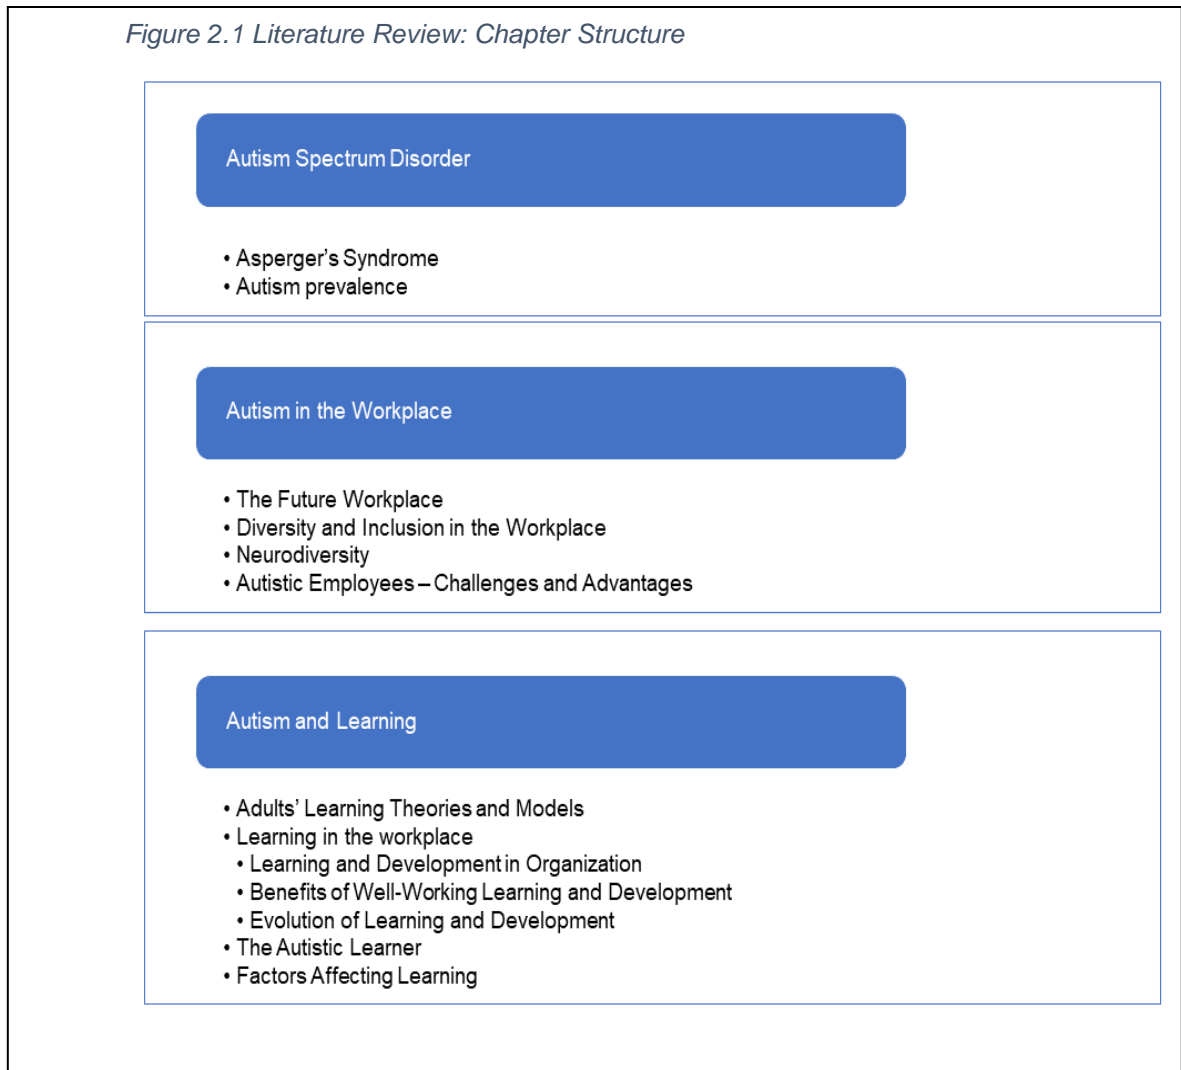 Figure 2.1 Literature Review: Chapter Structure
Autism Spectrum Disorder
• Asperger’s Syndrome
• Autism prevalence
Autism in the Workplace
• The Future Workplace
• Diversity and Inclusion in the Workplace
• Neurodiversity
• Autistic Employees – Challenges and Advantages
Autism and Learning
• Adults’ Learning Theories and Models
• Learning in the workplace
• Learning and Development in Organization
• Benefits of Well-Working Learning and Development
• Evolution of Learning and Development
• The Autistic Learner
• Factors Affecting Learning